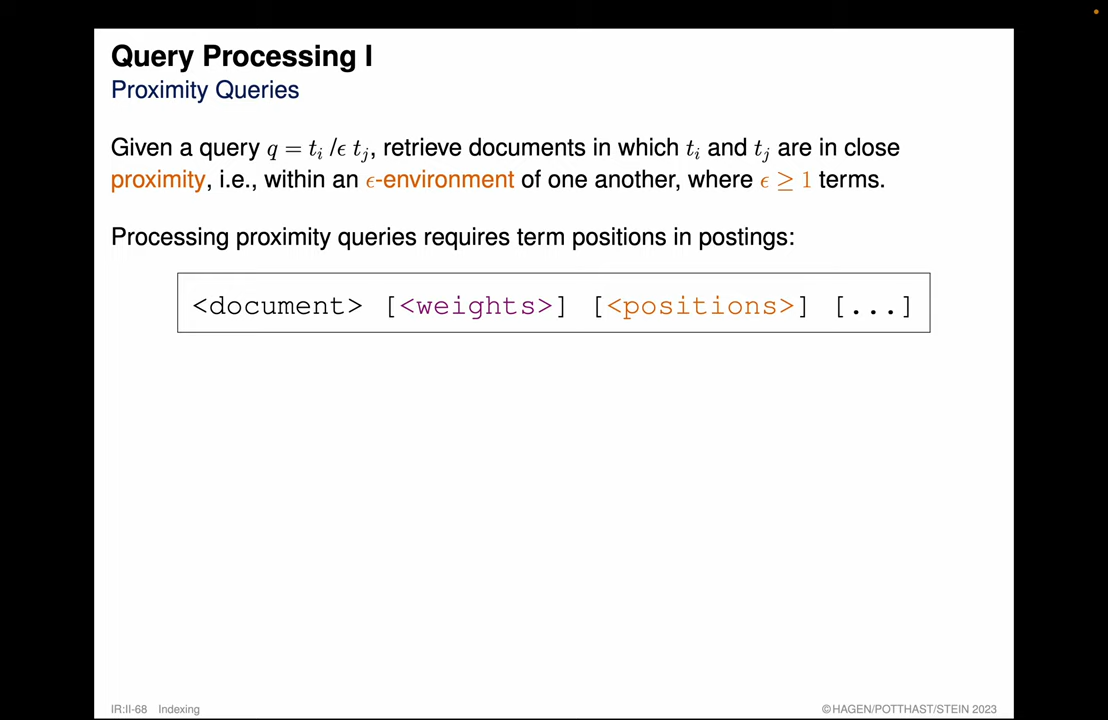 Query Processing I
Proximity Queries
Given a query q = tᵢ /ϵ tⱼ, retrieve documents in which tᵢ and tⱼ are in close
proximity, i.e., within an ϵ-environment of one another, where ϵ ≥ 1 terms.
Processing proximity queries requires term positions in postings:
<document> [<weights>] [<positions>] [...]
IR:II-68 Indexing
©HAGEN/POTTHAST/STEIN 2023